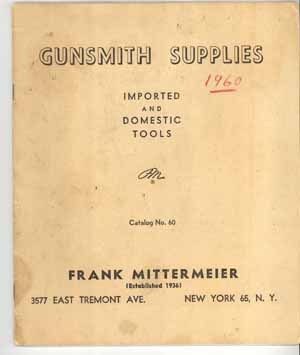 GUNSMITH SUPPLIES
1960
IMPORTED
AND
DOMESTIC
TOOLS
Catalog No. 60
FRANK MITTERMEIER
(Established 1936)
3577 EAST TREMONT AVE. NEW YORK 65, N. Y.